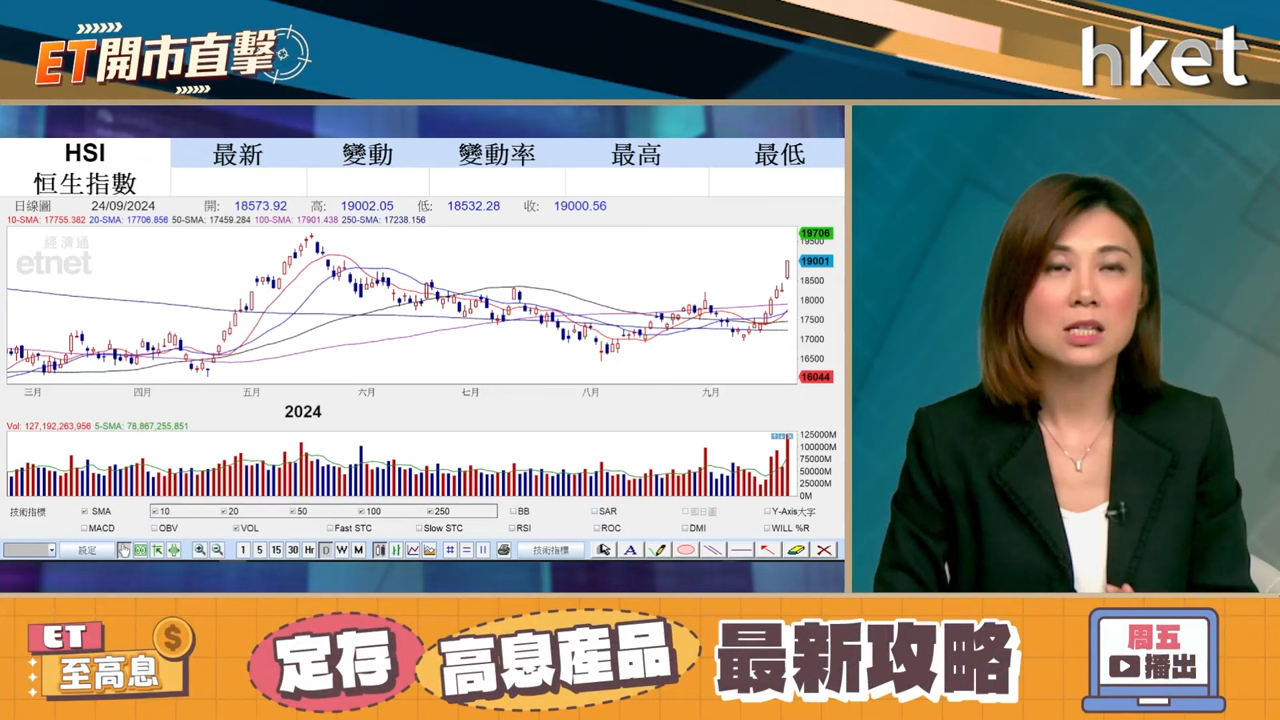 ET開市直擊
hket
HSI
恒生指數
最新
變動
變動率
最高
最低
日線圖
24/09/2024
開: 18573.92
高: 19002.05
低: 18532.28
收: 19000.56
10-SMA: 17755.382 20-SMA: 17706.856 50-SMA: 17459.284 100-SMA: 17901.438 250-SMA: 17238.156
經濟通
etnet
19706
19500
19001
18500
18000
17500
17000
16500
16044
三月
四月
五月
六月
七月
八月
九月
2024
Vol: 127,192,263,956 5-SMA: 78,867,255,851
125000M
100000M
75000M
50000M
25000M
0M
技術指標
SMA
10
20
50
100
250
BB
SAR
Y-Axis大字
MACD
OBV
VOL
Fast STC
Slow STC
RSI
ROC
DMI
WILL %R
設定
1
5
15
30
Hr
D
W
M
技術指標
A
ET
至高息
定存
高息產品
最新攻略
周五
播出